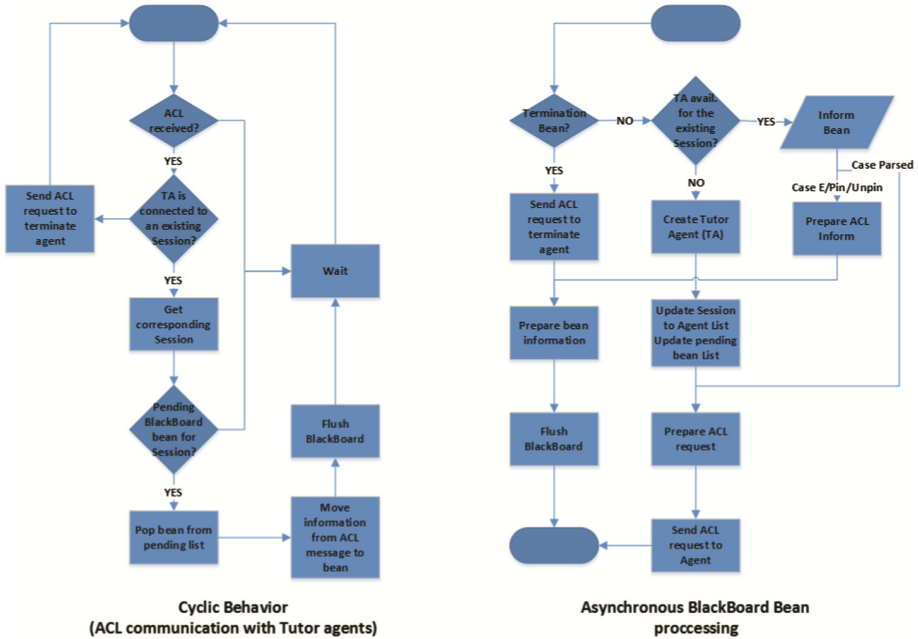 ACL
received?
YES
Send ACL
request to
terminate
agent
TA is
connected to
an existing
Session?
YES
Wait
Get
corresponding
Session
Pending
BlackBoard
bean for
Session?
Flush
BlackBoard
YES
Pop bean from
pending list
Move
information
from ACL
message to
bean
Cyclic Behavior
(ACL communication with Tutor agents)
Termination
Bean?
NO
TA avail.
for the
existing
Session?
YES
Inform
Bean
Case Parsed
YES
NO
Case E/Pin/Unpin
Send ACL
request to
terminate
agent
Create Tutor
Agent (TA)
Prepare ACL
Inform
Prepare bean
information
Update Session
to Agent List
Update pending
bean List
Flush
BlackBoard
Prepare ACL
request
Send ACL
request to
Agent
Asynchronous BlackBoard Bean
proccessing